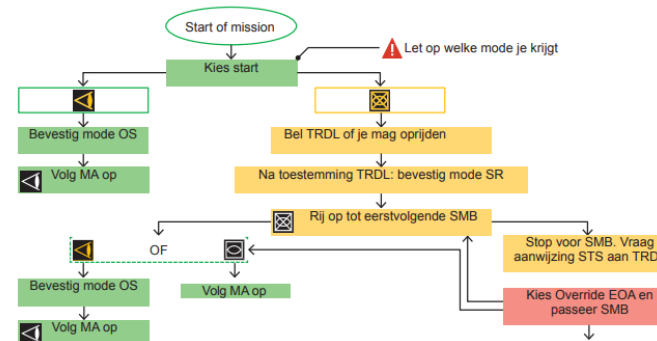 Start of mission
Let op welke mode je krijgt
Kies start
Bevestig mode OS
Bel TRDL of je mag oprijden
Volg MA op
Na toestemming TRDL: bevestig mode SR
Rij op tot eerstvolgende SMB
OF
Stop voor SMB. Vraag
aanwijzing STS aan TRD
Bevestig mode OS
Volg MA op
Kies Override EOA en
passeer SMB
Volg MA op